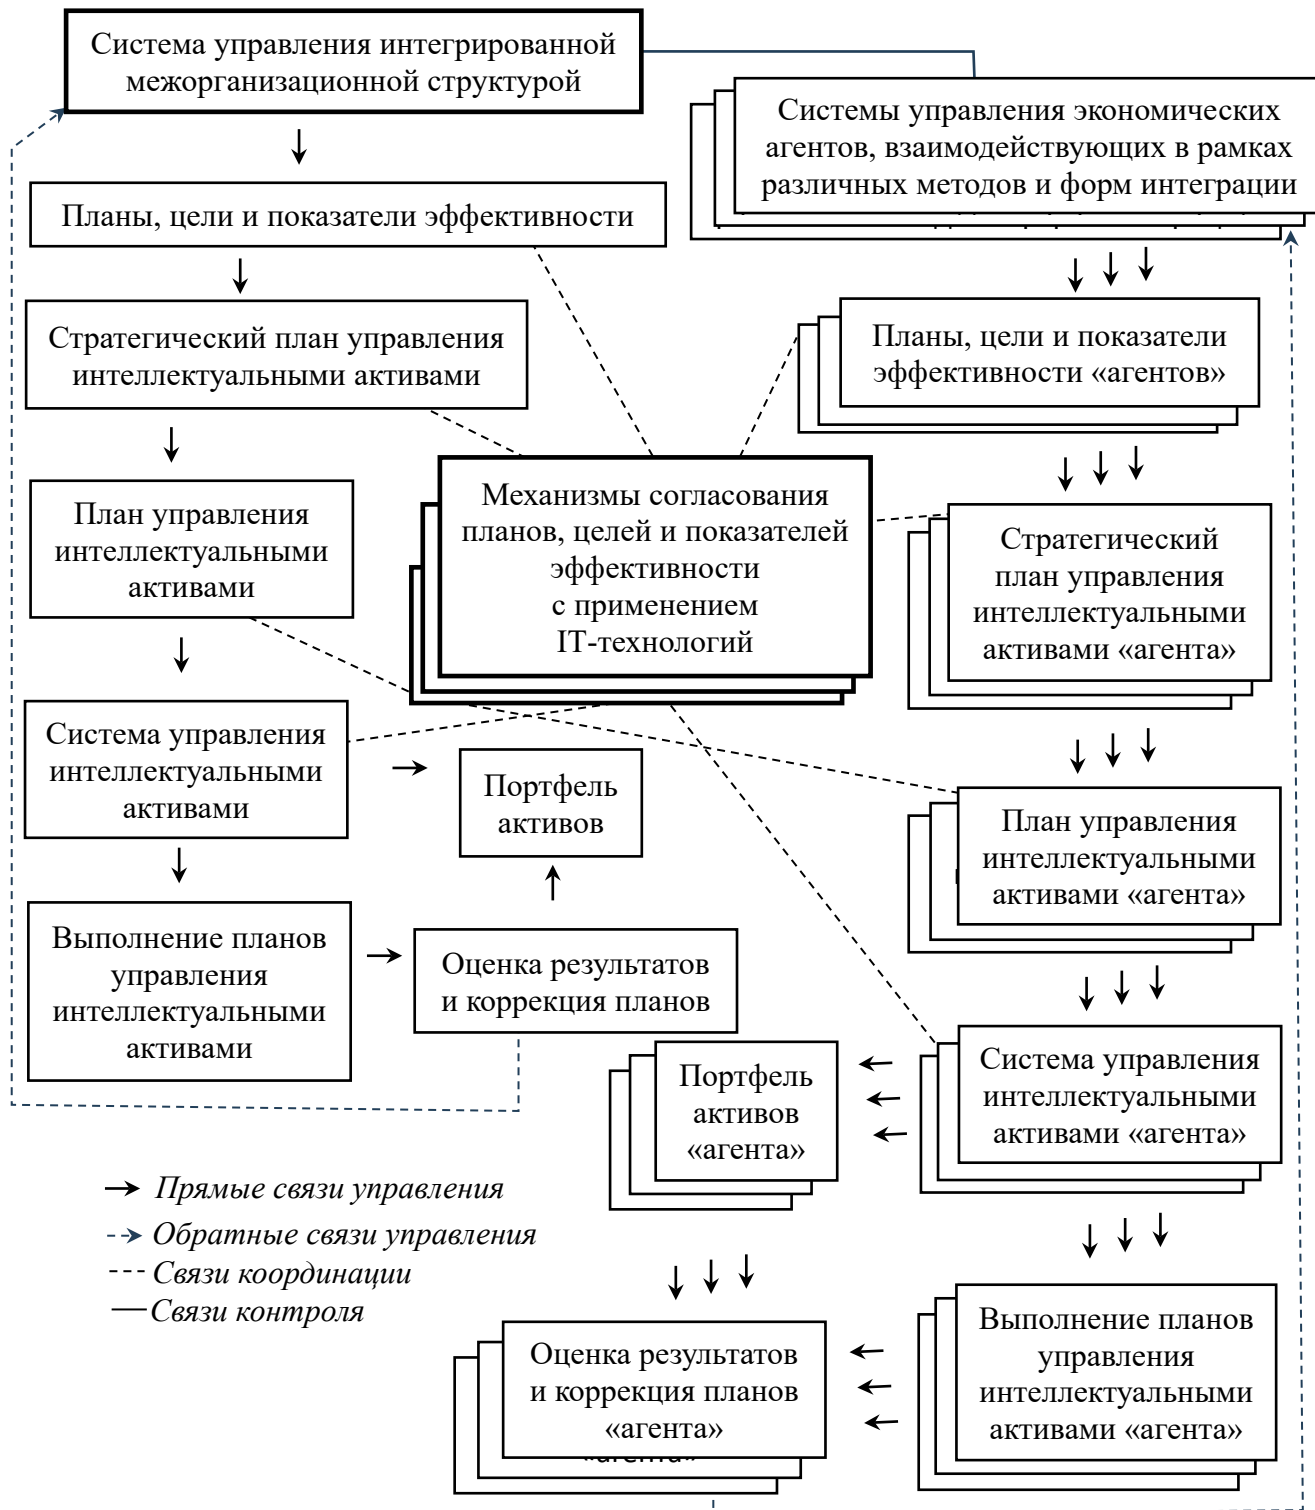 Система управления интегрированной
межорганизационной структурой
Системы управления экономических
агентов, взаимодействующих в рамках
различных методов и форм интеграции
Планы, цели и показатели эффективности
Стратегический план управления
интеллектуальными активами
Планы, цели и показатели
эффективности «агентов»
План управления
интеллектуальными
активами
Механизмы согласования
планов, целей и показателей
эффективности
с применением
IT-технологий
Стратегический
план управления
интеллектуальными
активами «агента»
Система управления
интеллектуальными
активами
Портфель
активов
План управления
интеллектуальными
активами «агента»
Выполнение планов
управления
интеллектуальными
активами
Оценка результатов
и коррекция планов
Портфель
активов
«агента»
Система управления
интеллектуальными
активами «агента»
Прямые связи управления
Обратные связи управления
Связи координации
Связи контроля
Оценка результатов
и коррекция планов
«агента»
Выполнение планов
управления
интеллектуальными
активами «агента»